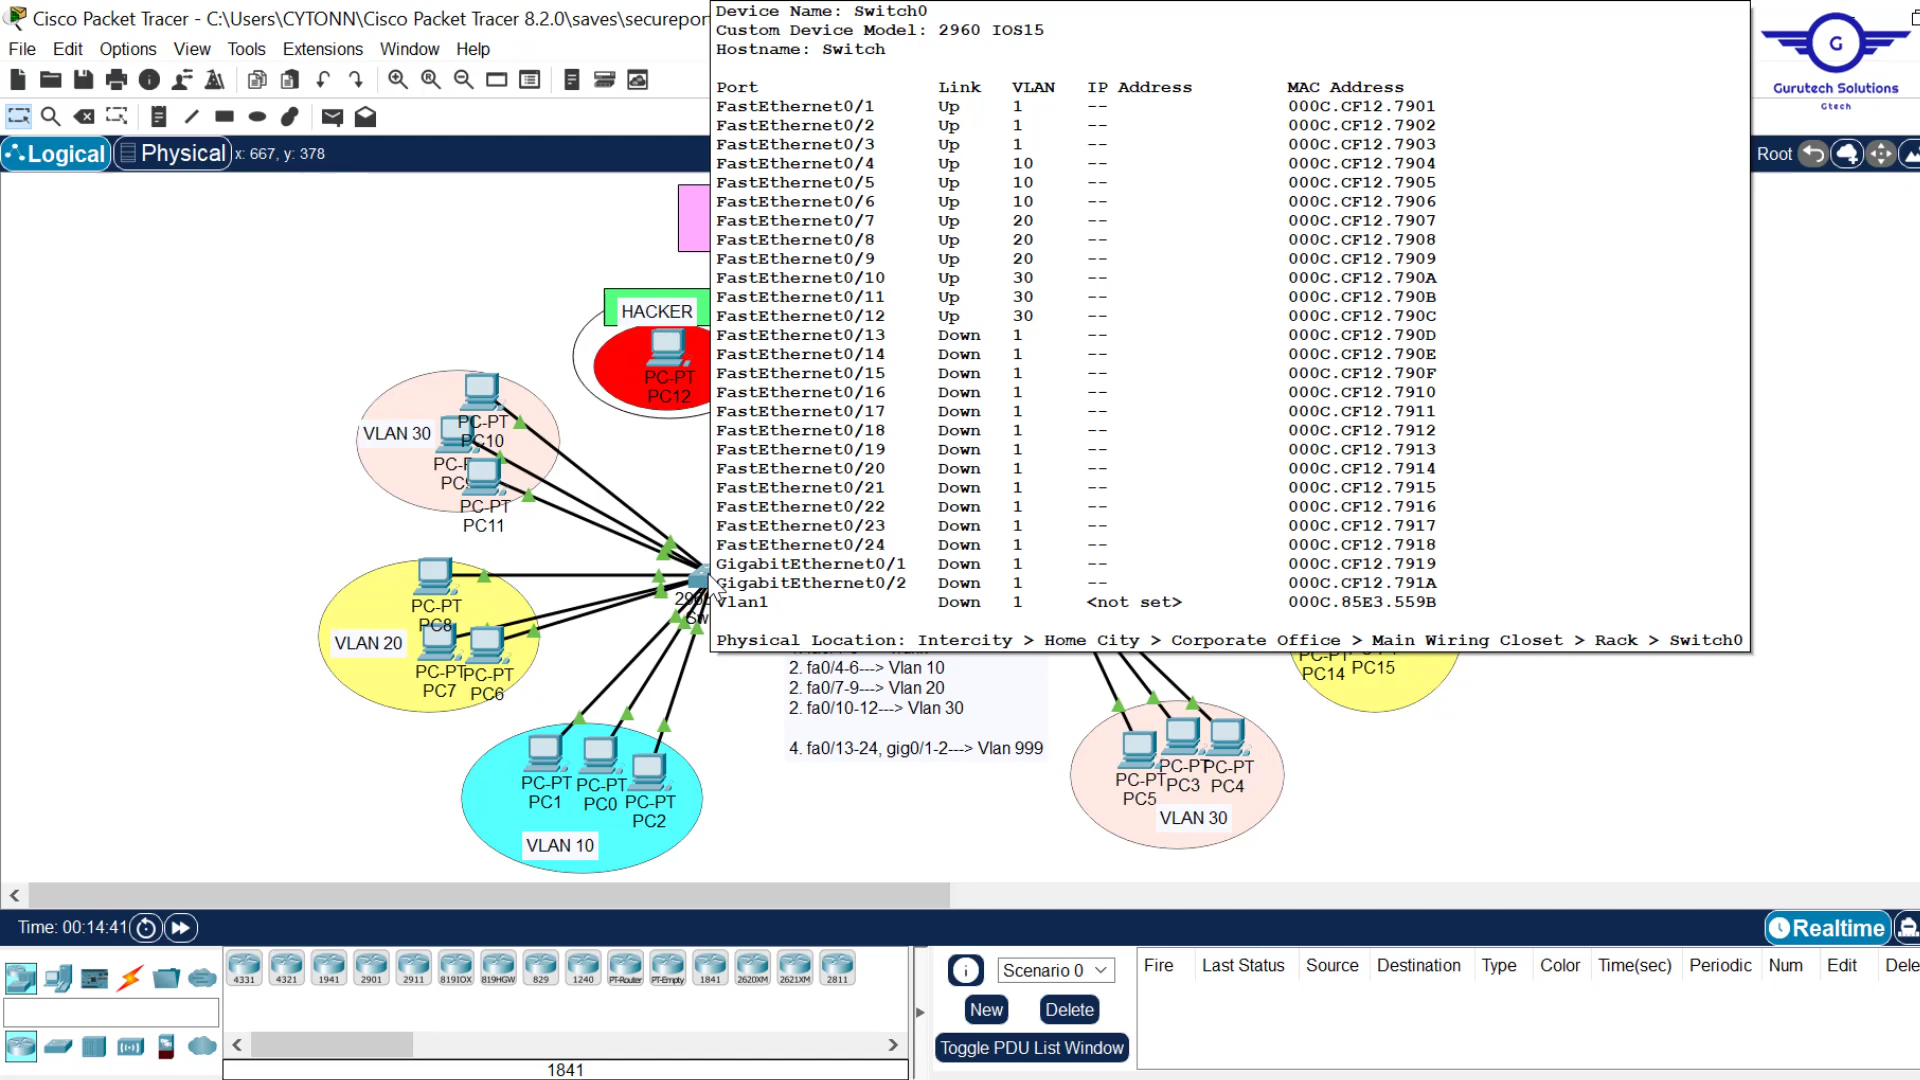 Cisco Packet Tracer - C:\Users\CYTONN\Cisco Packet Tracer 8.2.0\saves\secureport
File Edit Options View Tools Extensions Window Help
Logical Physical x: 667, y: 378
Root
G
Gurutech Solutions
Gtech
Device Name: Switch0
Custom Device Model: 2960 IOS15
Hostname: Switch
Port Link VLAN IP Address MAC Address
FastEthernet0/1 Up 1 -- 000C.CF12.7901
FastEthernet0/2 Up 1 -- 000C.CF12.7902
FastEthernet0/3 Up 1 -- 000C.CF12.7903
FastEthernet0/4 Up 10 -- 000C.CF12.7904
FastEthernet0/5 Up 10 -- 000C.CF12.7905
FastEthernet0/6 Up 10 -- 000C.CF12.7906
FastEthernet0/7 Up 20 -- 000C.CF12.7907
FastEthernet0/8 Up 20 -- 000C.CF12.7908
FastEthernet0/9 Up 20 -- 000C.CF12.7909
FastEthernet0/10 Up 30 -- 000C.CF12.790A
FastEthernet0/11 Up 30 -- 000C.CF12.790B
FastEthernet0/12 Up 30 -- 000C.CF12.790C
FastEthernet0/13 Down 1 -- 000C.CF12.790D
FastEthernet0/14 Down 1 -- 000C.CF12.790E
FastEthernet0/15 Down 1 -- 000C.CF12.790F
FastEthernet0/16 Down 1 -- 000C.CF12.7910
FastEthernet0/17 Down 1 -- 000C.CF12.7911
FastEthernet0/18 Down 1 -- 000C.CF12.7912
FastEthernet0/19 Down 1 -- 000C.CF12.7913
FastEthernet0/20 Down 1 -- 000C.CF12.7914
FastEthernet0/21 Down 1 -- 000C.CF12.7915
FastEthernet0/22 Down 1 -- 000C.CF12.7916
FastEthernet0/23 Down 1 -- 000C.CF12.7917
FastEthernet0/24 Down 1 -- 000C.CF12.7918
GigabitEthernet0/1 Down 1 -- 000C.CF12.7919
GigabitEthernet0/2 Down 1 -- 000C.CF12.791A
Vlan1 Down 1 <not set> 000C.85E3.559B
Physical Location: Intercity > Home City > Corporate Office > Main Wiring Closet > Rack > Switch0
HACKER
PC-PT
PC12
VLAN 30
PC-PT
PC10
PC-PT
PC11
VLAN 20
PC-PT
PC8
PC-PT
PC7
PC-PT
PC6
PC-PT
PC1
PC-PT
PC0
PC-PT
PC2
VLAN 10
2. fa0/4-6---> Vlan 10
2. fa0/7-9---> Vlan 20
2. fa0/10-12---> Vlan 30
4. fa0/13-24, gig0/1-2---> Vlan 999
PC14 PC15
PC-PT
PC5
PC-PT
PC3
PC-PT
PC4
VLAN 30
Time: 00:14:41
Realtime
4331 4321 1941 2901 2911 819IOX 819HGW 829 1240 PT-Router PT-Empty 1841 2620XM 2621XM 2811
1841
Scenario 0
New Delete
Toggle PDU List Window
Fire Last Status Source Destination Type Color Time(sec) Periodic Num Edit Dele